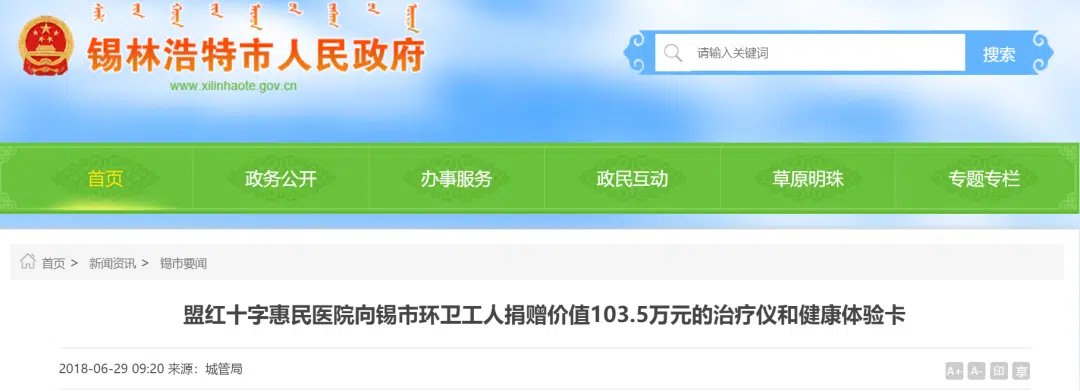 锡林浩特市人民政府
www.xilinhaote.gov.cn
请输入关键词 搜索
首页 政务公开 办事服务 政民互动 草原明珠 专题专栏
首页 > 新闻资讯 > 锡市要闻
盟红十字惠民医院向锡市环卫工人捐赠价值103.5万元的治疗仪和健康体验卡
2018-06-29 09:20 来源：城管局 A+ A- 印 享